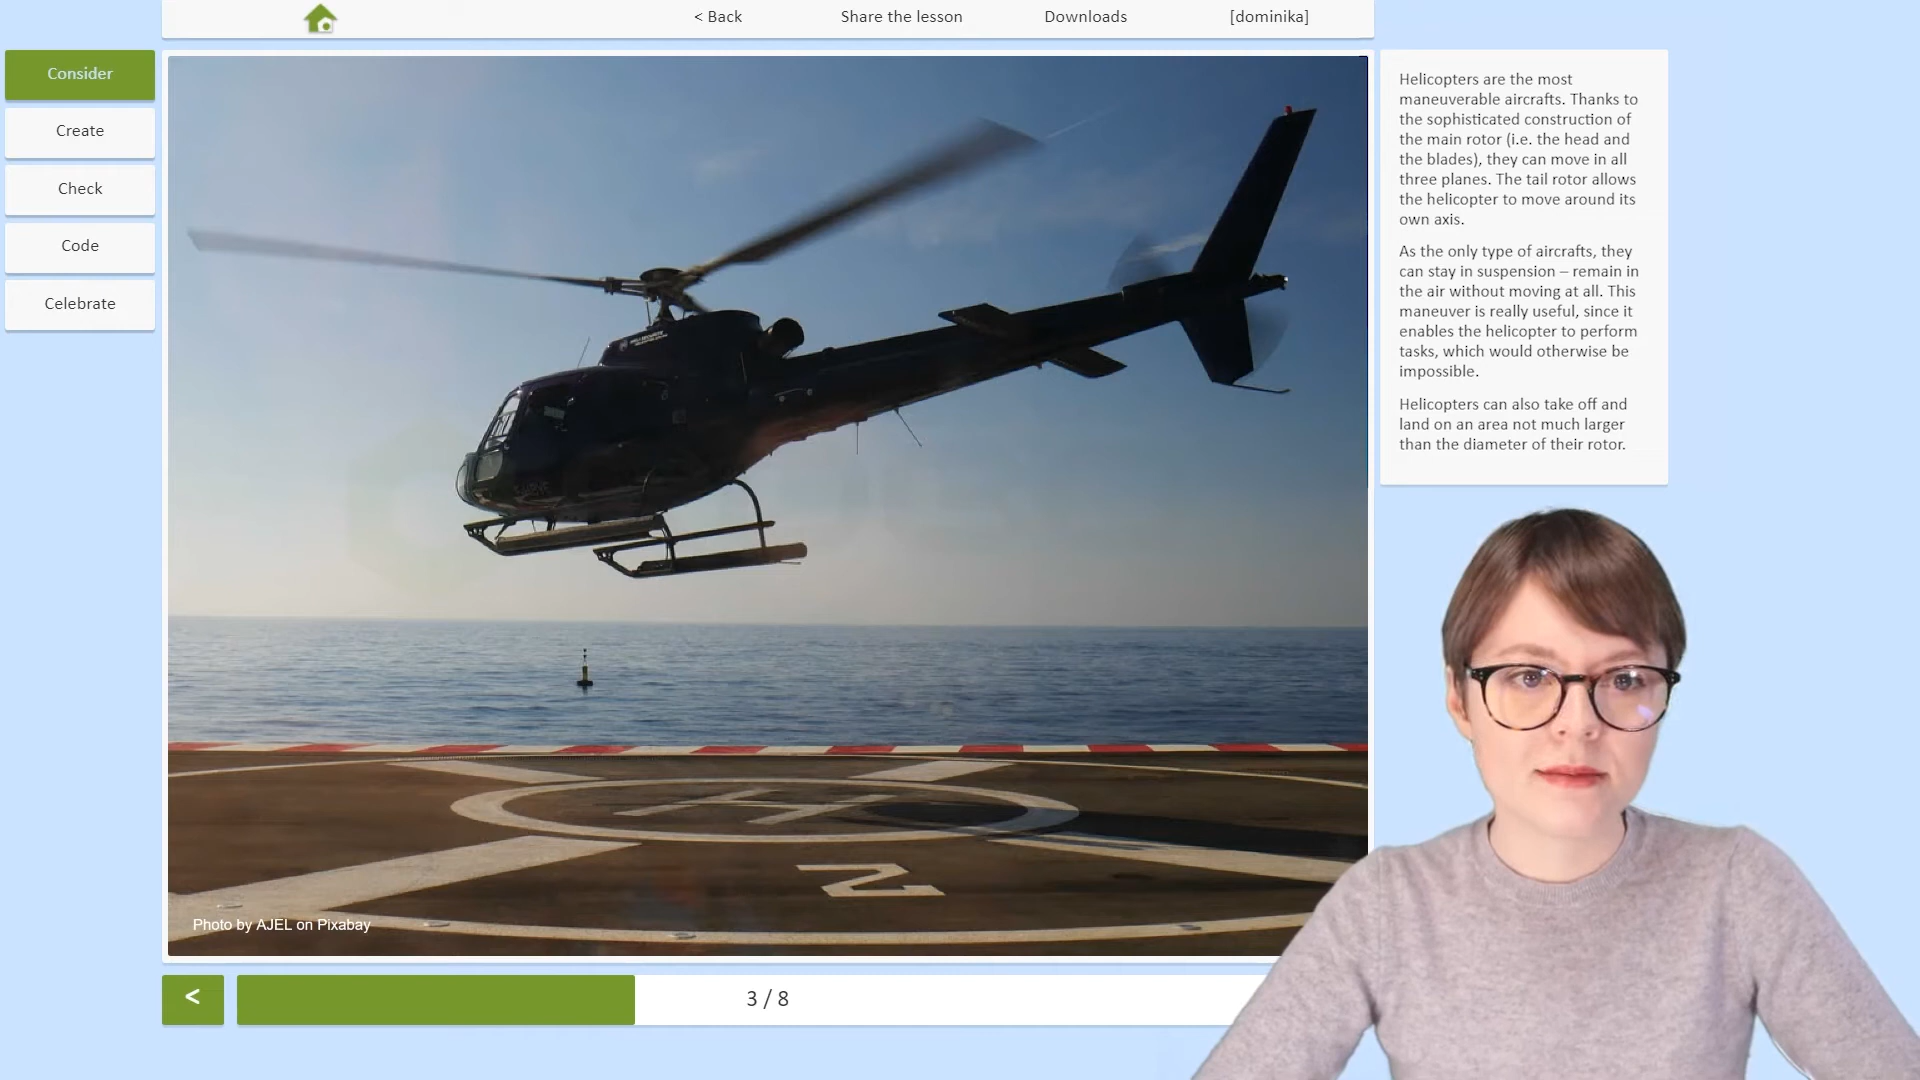 < Back
Share the lesson
Downloads
[dominika]
Consider
Create
Check
Code
Celebrate
Helicopters are the most
maneuverable aircrafts. Thanks to
the sophisticated construction of
the main rotor (i.e. the head and
the blades), they can move in all
three planes. The tail rotor allows
the helicopter to move around its
own axis.
As the only type of aircrafts, they
can stay in suspension – remain in
the air without moving at all. This
maneuver is really useful, since it
enables the helicopter to perform
tasks, which would otherwise be
impossible.
Helicopters can also take off and
land on an area not much larger
than the diameter of their rotor.
H
N
Photo by AJEL on Pixabay
<
3 / 8